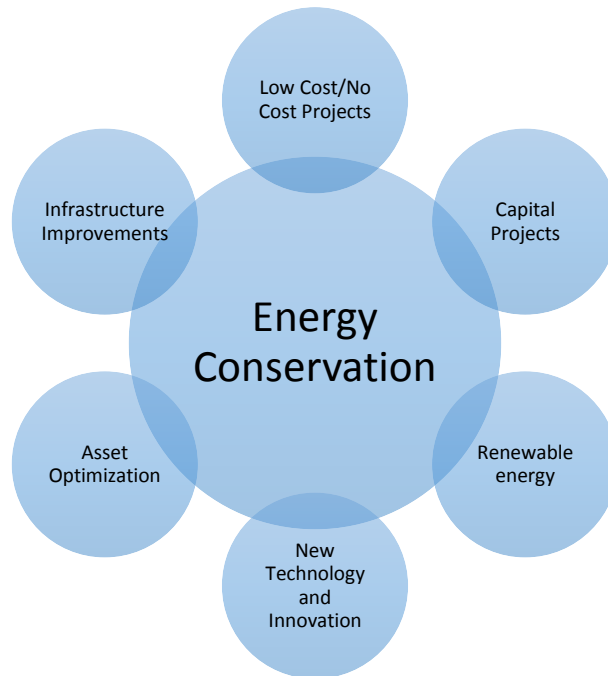 Low Cost/No
Cost Projects
Infrastructure
Improvements
Capital
Projects
Energy
Conservation
Asset
Optimization
Renewable
energy
New
Technology
and
Innovation